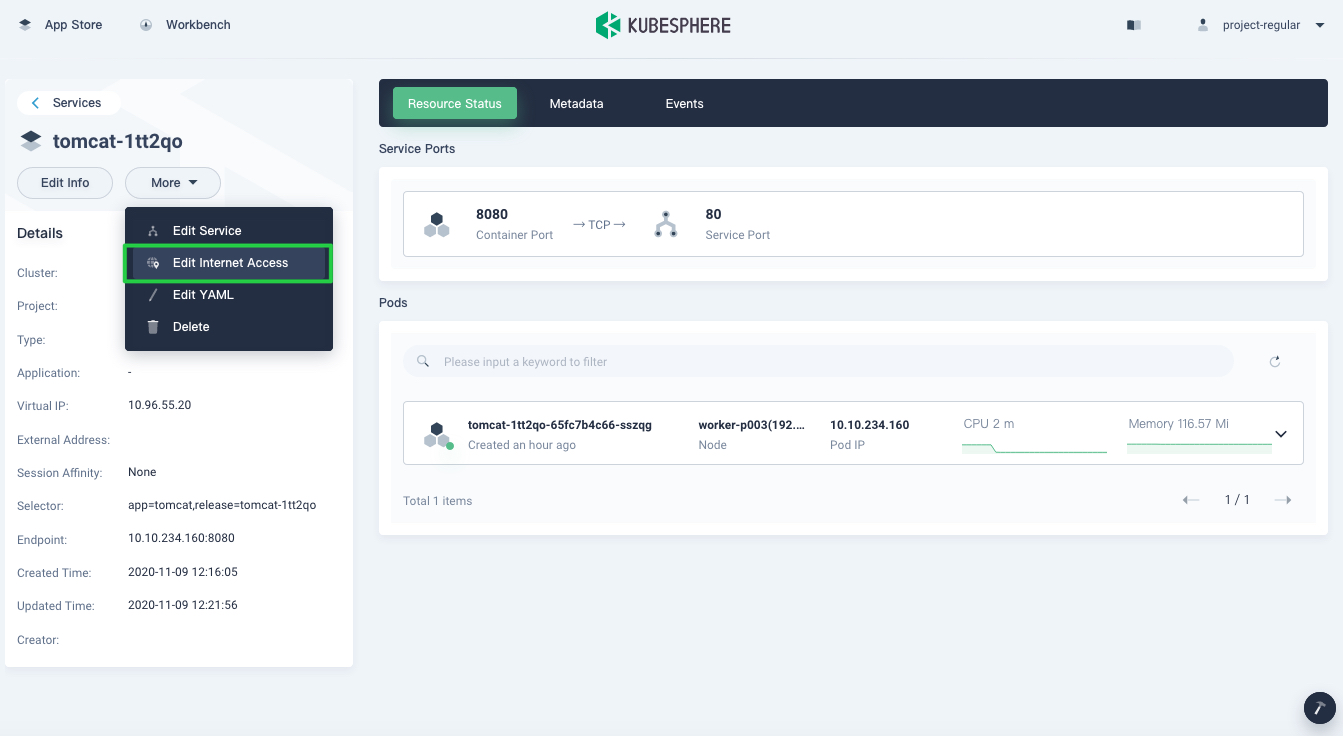 App Store
Workbench
KUBESPHERE
project-regular
Services
tomcat-1tt2qo
Edit Info
More
Edit Service
Edit Internet Access
Edit YAML
Delete
Details
Cluster:
Project:
Type:
Application: -
Virtual IP: 10.96.55.20
External Address:
Session Affinity: None
Selector: app=tomcat,release=tomcat-1tt2qo
Endpoint: 10.10.234.160:8080
Created Time: 2020-11-09 12:16:05
Updated Time: 2020-11-09 12:21:56
Creator:
Resource Status
Metadata
Events
Service Ports
8080
Container Port
→ TCP →
80
Service Port
Pods
Please input a keyword to filter
tomcat-1tt2qo-65fc7b4c66-sszqg
Created an hour ago
worker-p003(192....
Node
10.10.234.160
Pod IP
CPU 2 m
Memory 116.57 Mi
Total 1 items
1 / 1